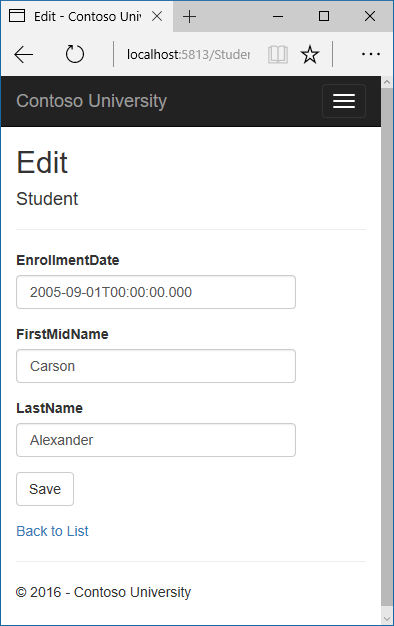 Edit - Contoso Uni
localhost:5813/Studer
Contoso University
Edit
Student
EnrollmentDate
2005-09-01T00:00:00.000
FirstMidName
Carson
LastName
Alexander
Save
Back to List
© 2016 - Contoso University